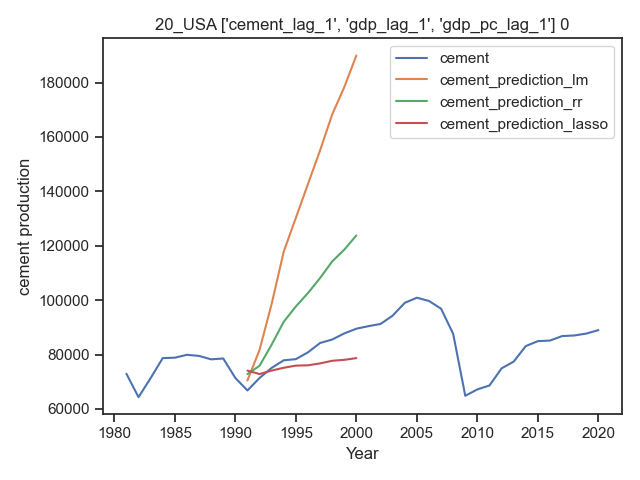 20_USA ['cement_lag_1', 'gdp_lag_1', 'gdp_pc_lag_1'] 0
cement
cement_prediction_lm
cement_prediction_rr
cement_prediction_lasso
cement production
180000
160000
140000
120000
100000
80000
60000
1980 1985 1990 1995 2000 2005 2010 2015 2020
Year